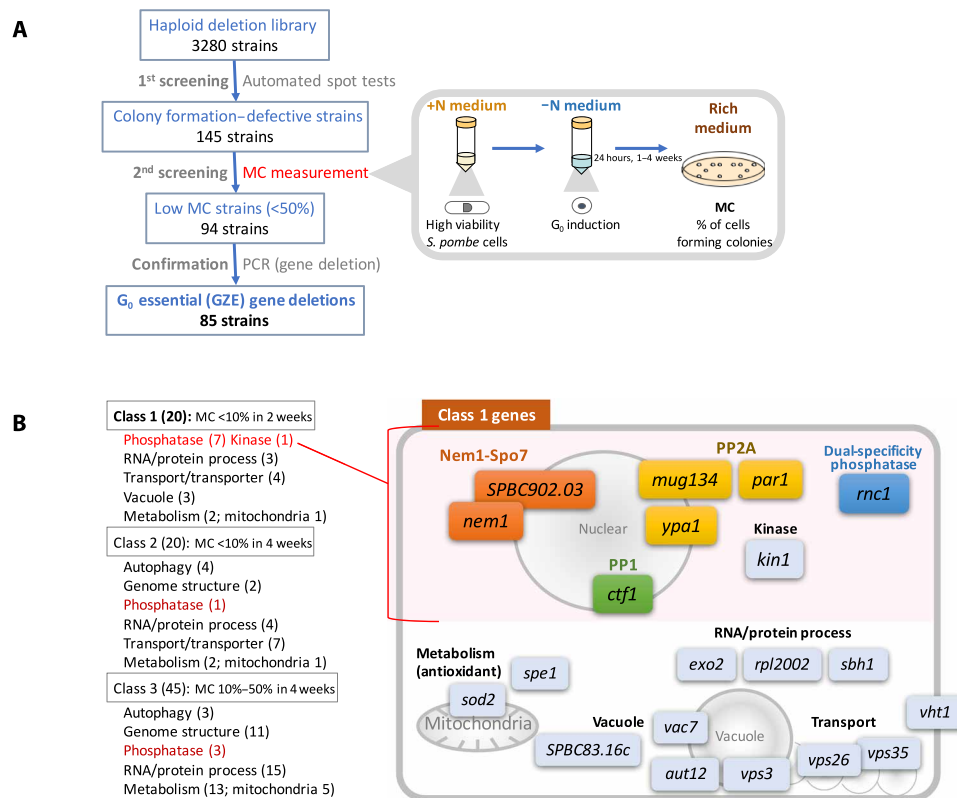 A
Haploid deletion library
3280 strains
1st screening Automated spot tests
Colony formation–defective strains
145 strains
2nd screening MC measurement
Low MC strains (<50%)
94 strains
Confirmation PCR (gene deletion)
G0 essential (GZE) gene deletions
85 strains
+N medium
−N medium
Rich
medium
24 hours, 1–4 weeks
High viability
S. pombe cells
G0 induction
MC
% of cells
forming colonies
B
Class 1 (20): MC <10% in 2 weeks
Phosphatase (7) Kinase (1)
RNA/protein process (3)
Transport/transporter (4)
Vacuole (3)
Metabolism (2; mitochondria 1)
Class 2 (20): MC <10% in 4 weeks
Autophagy (4)
Genome structure (2)
Phosphatase (1)
RNA/protein process (4)
Transport/transporter (7)
Metabolism (2; mitochondria 1)
Class 3 (45): MC 10%–50% in 4 weeks
Autophagy (3)
Genome structure (11)
Phosphatase (3)
RNA/protein process (15)
Metabolism (13; mitochondria 5)
Class 1 genes
Nem1-Spo7
SPBC902.03
nem1
Nuclear
PP2A
mug134
par1
ypa1
Dual-specificity
phosphatase
rnc1
Kinase
kin1
PP1
ctf1
RNA/protein process
exo2
rpl2002
sbh1
Metabolism
(antioxidant)
spe1
sod2
Mitochondria
Vacuole
SPBC83.16c
vac7
Vacuole
aut12
vps3
Transport
vht1
vps26
vps35